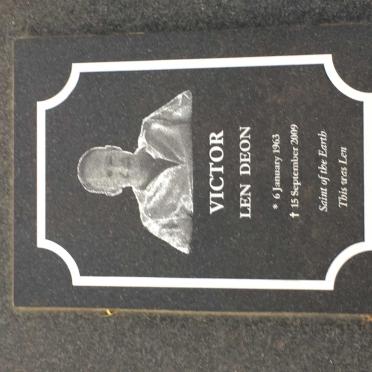 VICTOR
LEN DEON
* 6 January 1963
† 15 September 2009
Saint of the Earth
This was Len